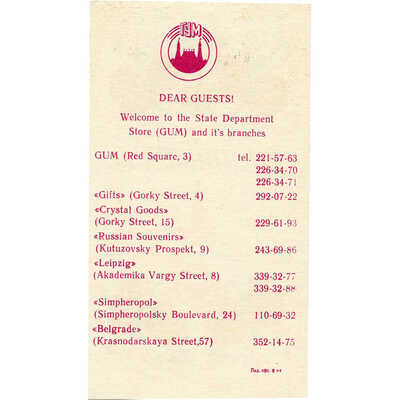 ГУМ
DEAR GUESTS!
Welcome to the State Department
Store (GUM) and it's branches
GUM (Red Square, 3) tel. 221-57-63
226-34-70
226-34-71
«Gifts» (Gorky Street, 4) 292-07-22
«Crystal Goods»
(Gorky Street, 15) 229-61-93
«Russian Souvenirs»
(Kutuzovsky Prospekt, 9) 243-69-86
«Leipzig»
(Akademika Vargy Street, 8) 339-32-77
339-32-88
«Simpheropol»
(Simpheropolsky Boulevard, 24) 110-69-32
«Belgrade»
(Krasnodarskaya Street,57) 352-14-75